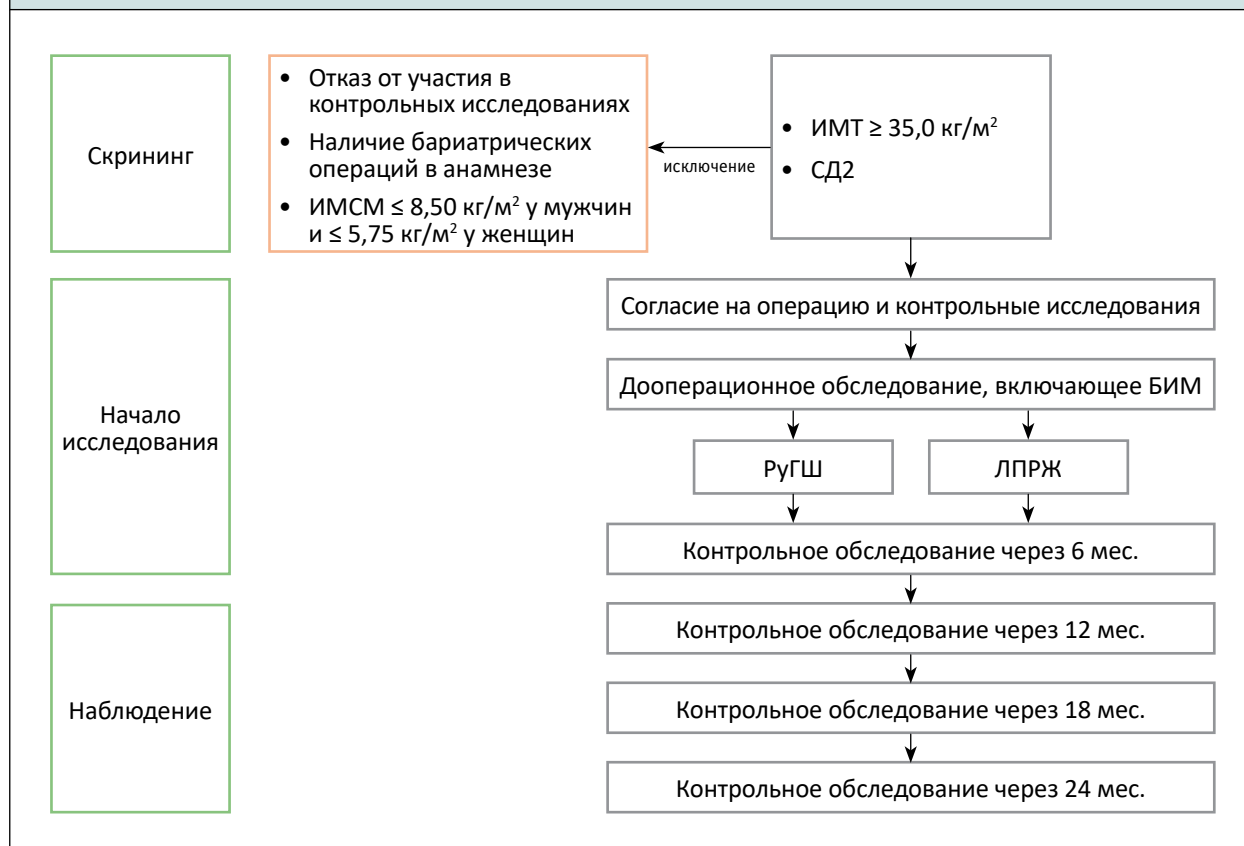 Скрининг
• Отказ от участия в
контрольных исследованиях
• Наличие бариатрических
операций в анамнезе
• ИМСМ ≤ 8,50 кг/м² у мужчин
и ≤ 5,75 кг/м² у женщин
исключение
• ИМТ ≥ 35,0 кг/м²
• СД2
Начало
исследования
Согласие на операцию и контрольные исследования
Дооперационное обследование, включающее БИМ
РуГШ
ЛПРЖ
Контрольное обследование через 6 мес.
Наблюдение
Контрольное обследование через 12 мес.
Контрольное обследование через 18 мес.
Контрольное обследование через 24 мес.